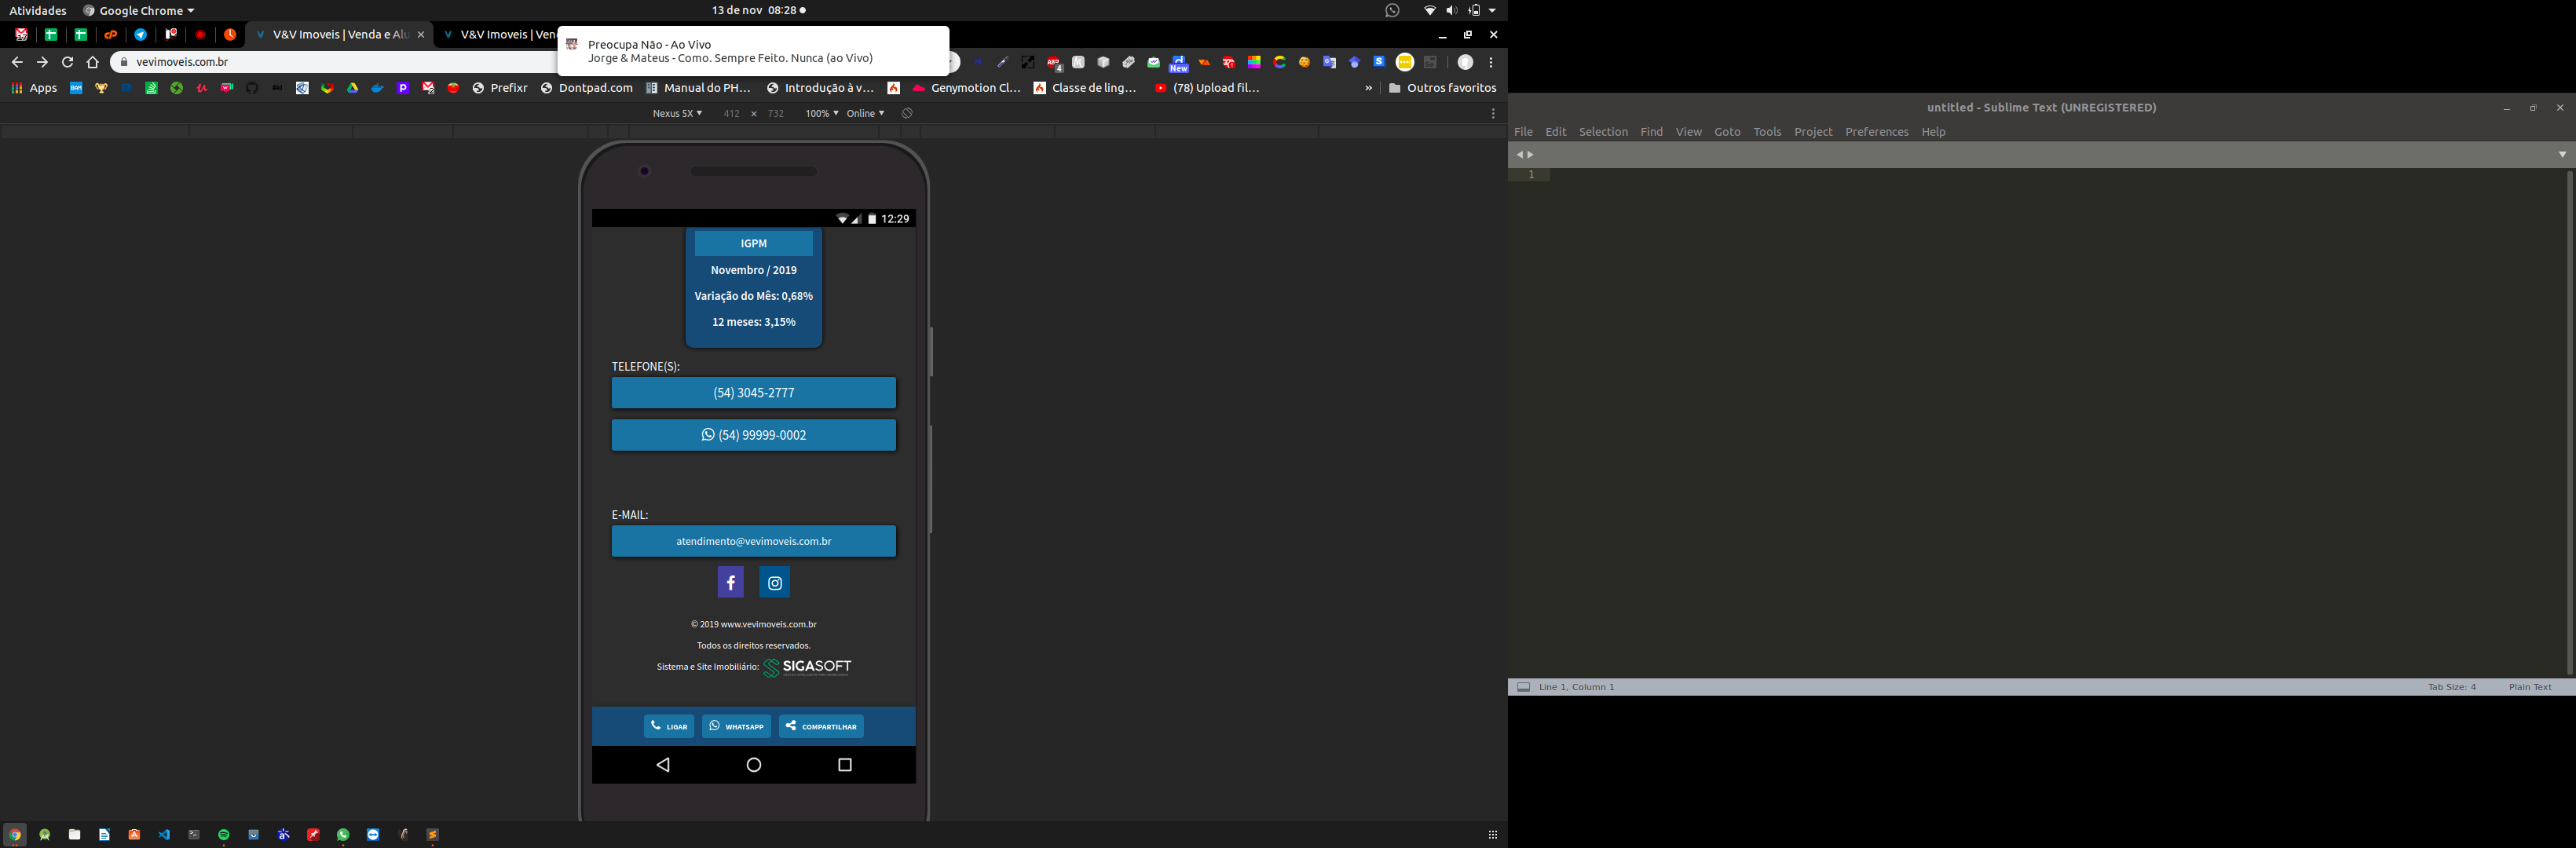 Atividades Google Chrome 13 de nov 08:28
V&V Imoveis | Venda e Alu V&V Imoveis | Ven
Preocupa Não - Ao Vivo
Jorge & Mateus - Como. Sempre Feito. Nunca (ao Vivo)
vevimoveis.com.br
New
Apps Prefixr Dontpad.com Manual do PH... Introdução à v... Genymotion Cl... Classe de ling... (78) Upload fil... » Outros favoritos
Nexus 5X 412 × 732 100% Online
12:29
IGPM
Novembro / 2019
Variação do Mês: 0,68%
12 meses: 3,15%
TELEFONE(S):
(54) 3045-2777
(54) 99999-0002
E-MAIL:
atendimento@vevimoveis.com.br
© 2019 www.vevimoveis.com.br
Todos os direitos reservados.
Sistema e Site Imobiliário: SIGASOFT
LIGAR WHATSAPP COMPARTILHAR
untitled - Sublime Text (UNREGISTERED)
File Edit Selection Find View Goto Tools Project Preferences Help
1
Line 1, Column 1 Tab Size: 4 Plain Text